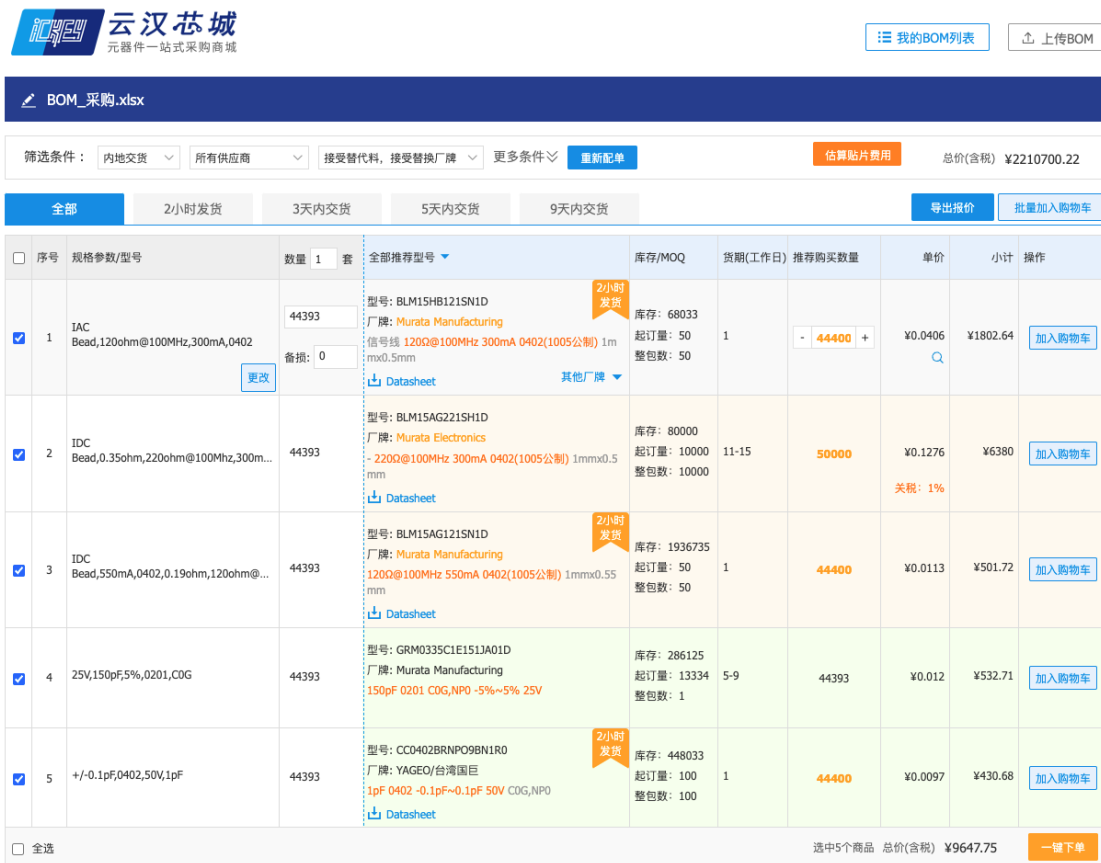 ickey 云汉芯城
元器件一站式采购商城
我的BOM列表
上传BOM
BOM_采购.xlsx
筛选条件：
内地交货
所有供应商
接受替代料，接受替换厂牌
更多条件
重新配单
估算贴片费用
总价(含税) ¥2210700.22
全部
2小时发货
3天内交货
5天内交货
9天内交货
导出报价
批量加入购物车
序号
规格参数/型号
数量 1 套
全部推荐型号
库存/MOQ
货期(工作日)
推荐购买数量
单价
小计
操作
1
IAC
Bead,120ohm@100MHz,300mA,0402
更改
44393
备损: 0
型号: BLM15HB121SN1D
厂牌: Murata Manufacturing
信号线 120Ω@100MHz 300mA 0402(1005公制) 1m
mx0.5mm
Datasheet
其他厂牌
2小时
发货
库存: 68033
起订量: 50
整包数: 50
1
- 44400 +
¥0.0406
¥1802.64
加入购物车
2
IDC
Bead,0.35ohm,220ohm@100MHz,300m...
44393
型号: BLM15AG221SH1D
厂牌: Murata Electronics
- 220Ω@100MHz 300mA 0402(1005公制) 1mmx0.5
mm
Datasheet
库存: 80000
起订量: 10000
整包数: 10000
11-15
50000
¥0.1276
关税: 1%
¥6380
加入购物车
3
IDC
Bead,550mA,0402,0.19ohm,120ohm@...
44393
型号: BLM15AG121SN1D
厂牌: Murata Manufacturing
120Ω@100MHz 550mA 0402(1005公制) 1mmx0.55
mm
Datasheet
2小时
发货
库存: 1936735
起订量: 50
整包数: 50
1
44400
¥0.0113
¥501.72
加入购物车
4
25V,150pF,5%,0201,C0G
44393
型号: GRM0335C1E151JA01D
厂牌: Murata Manufacturing
150pF 0201 C0G,NP0 -5%~5% 25V
库存: 286125
起订量: 13334
整包数: 1
5-9
44393
¥0.012
¥532.71
加入购物车
5
+/-0.1pF,0402,50V,1pF
44393
型号: CC0402BRNPO9BN1R0
厂牌: YAGEO/台湾国巨
1pF 0402 -0.1pF~0.1pF 50V C0G,NP0
Datasheet
2小时
发货
库存: 448033
起订量: 100
整包数: 100
1
44400
¥0.0097
¥430.68
加入购物车
全选
选中5个商品 总价(含税) ¥9647.75
一键下单